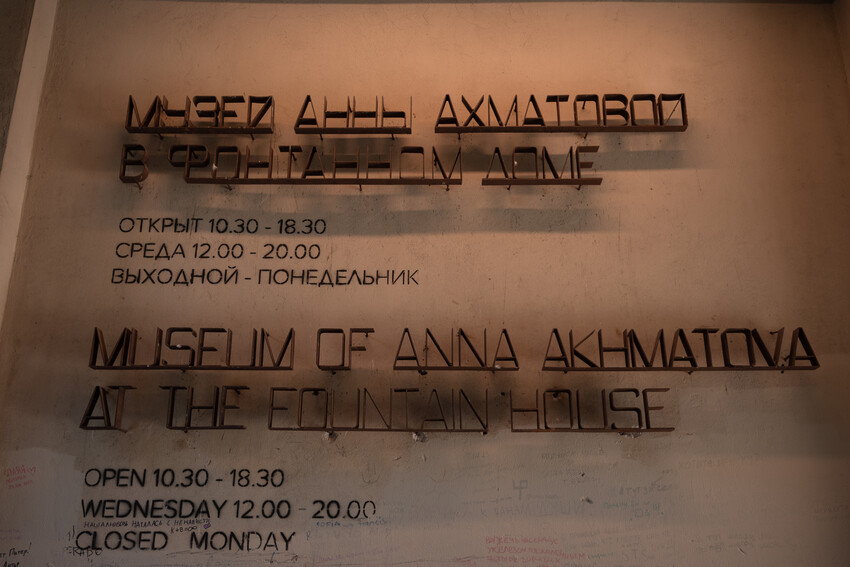 МУЗЕЙ АННЫ АХМАТОВОЙ
В ФОНТАННОМ ДОМЕ
ОТКРЫТ 10.30 - 18.30
СРЕДА 12.00 - 20.00
ВЫХОДНОЙ - ПОНЕДЕЛЬНИК
MUSEUM OF ANNA AKHMATOVA
AT THE FOUNTAIN HOUSE
OPEN 10.30 - 18.30
WEDNESDAY 12.00 - 20.00
CLOSED MONDAY